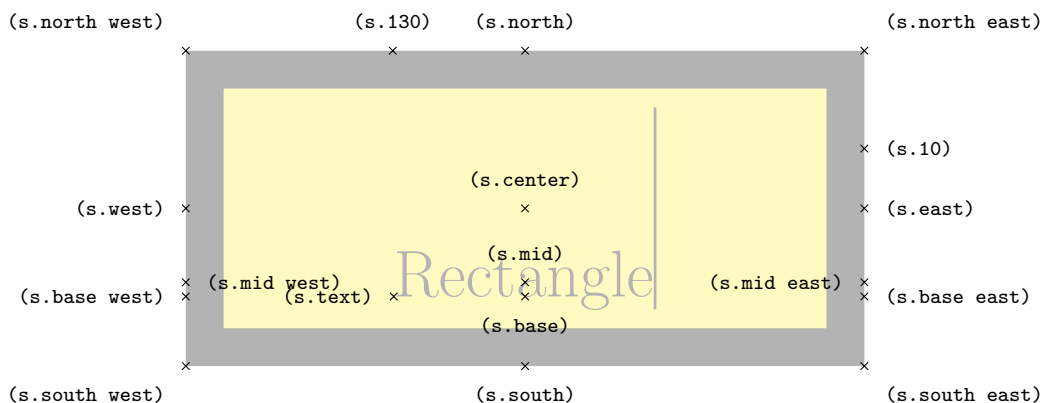 (s.north west) (s.130) (s.north) (s.north east)
(s.10)
(s.center)
(s.west) (s.east)
(s.mid)
(s.mid west) (s.mid east)
Rectangle
(s.base west) (s.text) (s.base east)
(s.base)
(s.south west) (s.south) (s.south east)